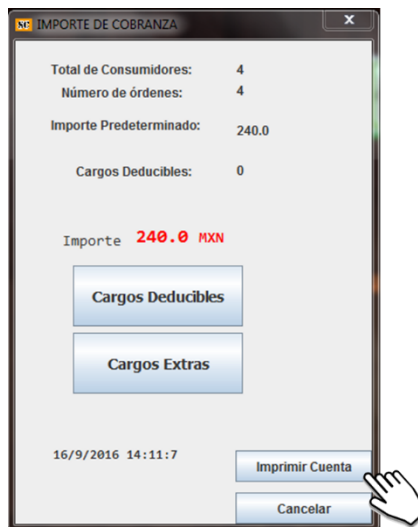 XC IMPORTE DE COBRANZA X
Total de Consumidores: 4
Número de órdenes: 4
Importe Predeterminado: 240.0
Cargos Deducibles: 0
Importe 240.0 MXN
Cargos Deducibles
Cargos Extras
16/9/2016 14:11:7
Imprimir Cuenta
Cancelar